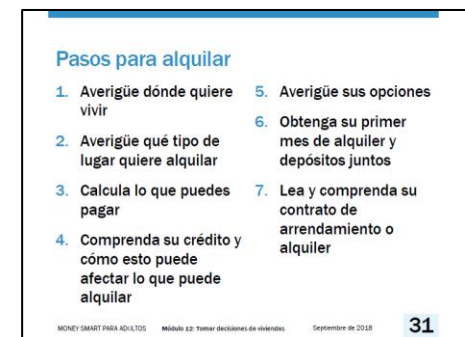 Pasos para alquilar
1. Averigüe dónde quiere
vivir
2. Averigüe qué tipo de
lugar quiere alquilar
3. Calcula lo que puedes
pagar
4. Comprenda su crédito y
cómo esto puede
afectar lo que puede
alquilar
5. Averigüe sus opciones
6. Obtenga su primer
mes de alquiler y
depósitos juntos
7. Lea y comprenda su
contrato de
arrendamiento o
alquiler
MONEY SMART PARA ADULTOS Módulo 12: Tomar decisiones de viviendas Septiembre de 2018 31